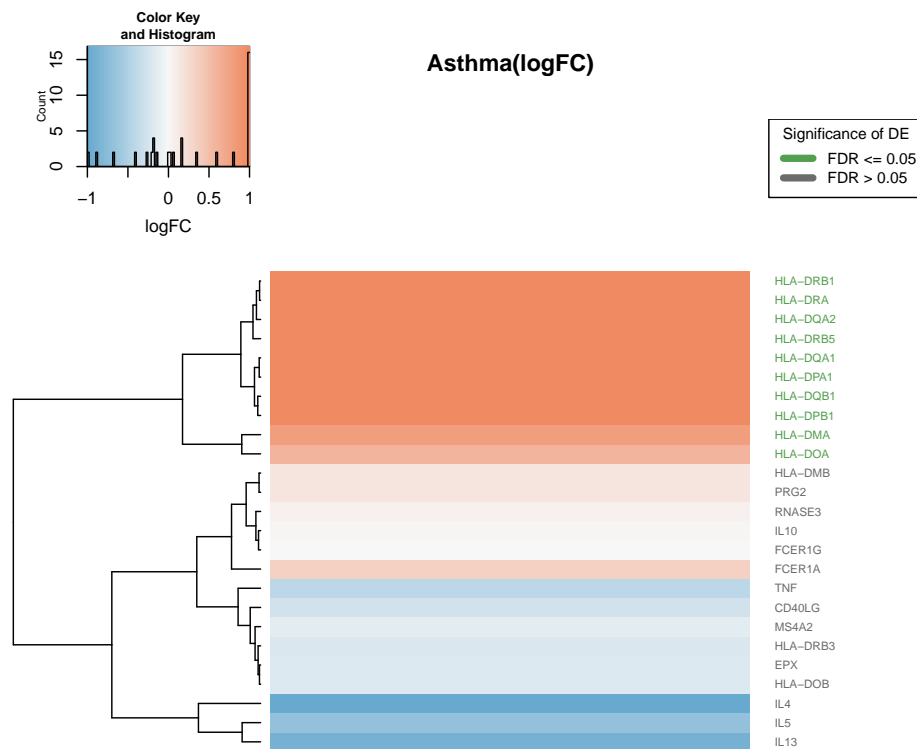 Color Key
and Histogram
Asthma(logFC)
Count
0
5
10
15
−1
0
0.5
1
logFC
Significance of DE
FDR <= 0.05
FDR > 0.05
HLA−DRB1
HLA−DRA
HLA−DQA2
HLA−DRB5
HLA−DQA1
HLA−DPA1
HLA−DQB1
HLA−DPB1
HLA−DMA
HLA−DOA
HLA−DMB
PRG2
RNASE3
IL10
FCER1G
FCER1A
TNF
CD40LG
MS4A2
HLA−DRB3
EPX
HLA−DOB
IL4
IL5
IL13